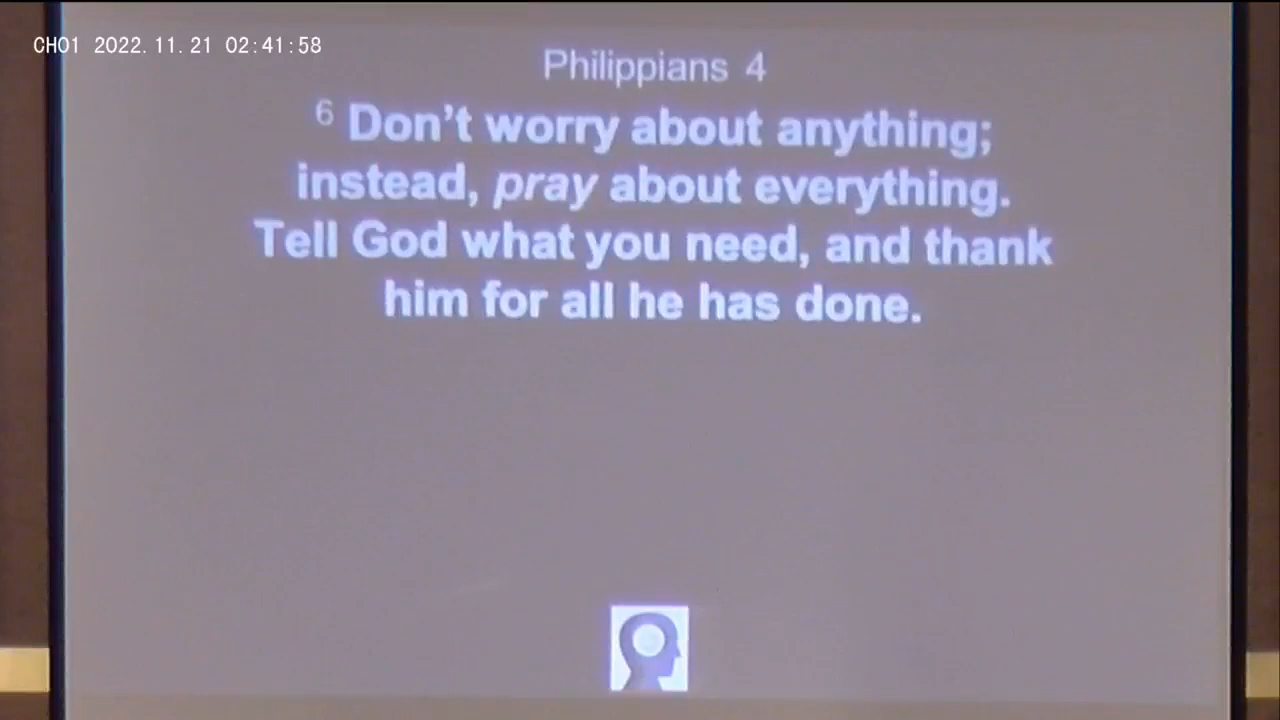 CH01 2022.11.21 02:41:58
Philippians 4
6 Don't worry about anything;
instead, pray about everything.
Tell God what you need, and thank
him for all he has done.